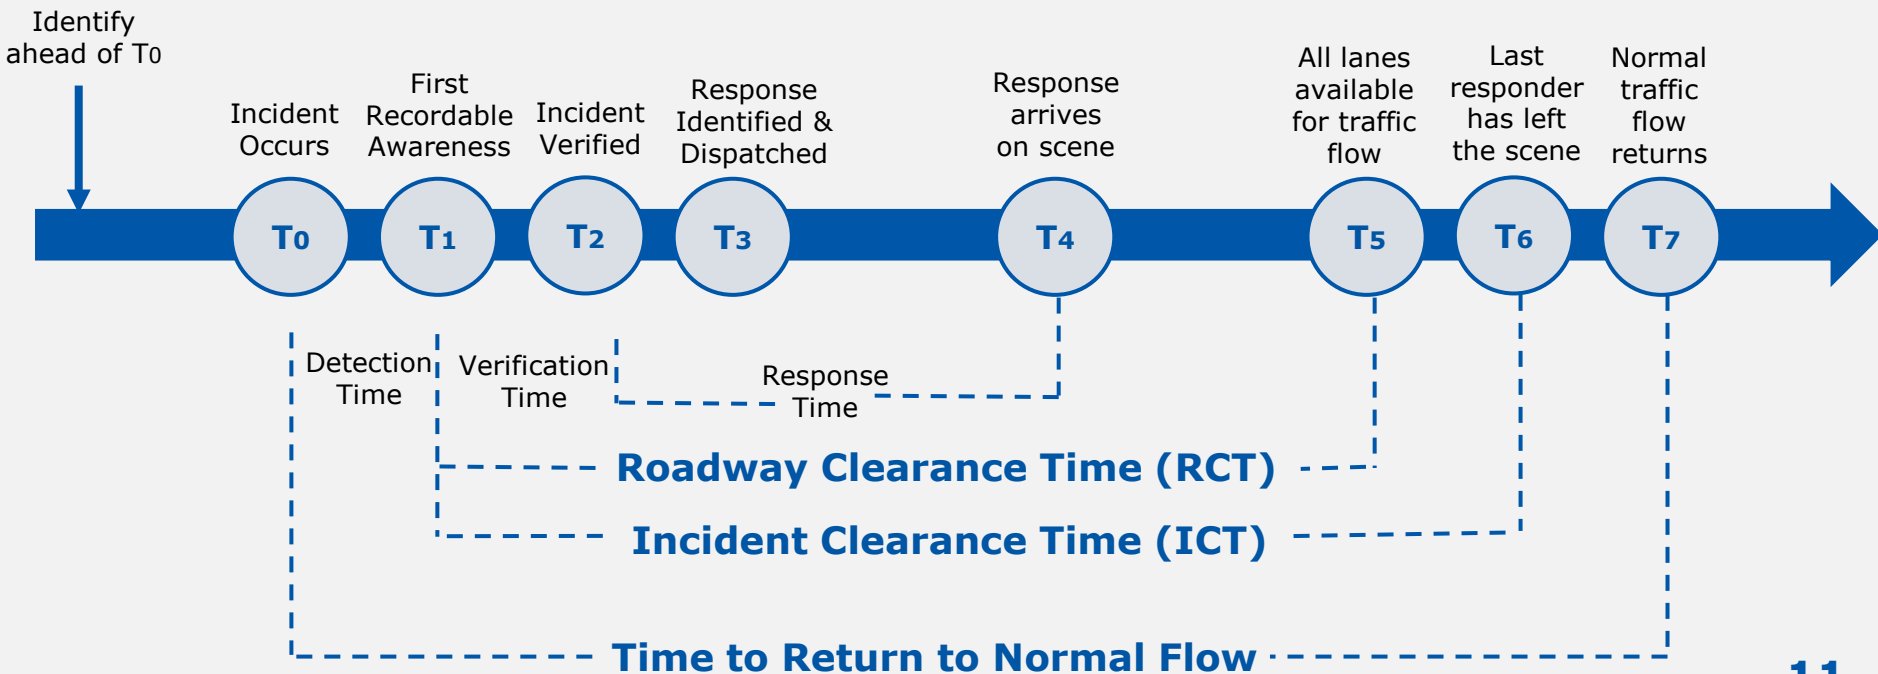 Identify
ahead of T0
Incident
Occurs
First
Recordable
Awareness
Incident
Verified
Response
Identified &
Dispatched
Response
arrives
on scene
All lanes
available
for traffic
flow
Last
responder
has left
the scene
Normal
traffic
flow
returns
T0
T1
T2
T3
T4
T5
T6
T7
Detection
Time
Verification
Time
Response
Time
Roadway Clearance Time (RCT)
Incident Clearance Time (ICT)
Time to Return to Normal Flow
11